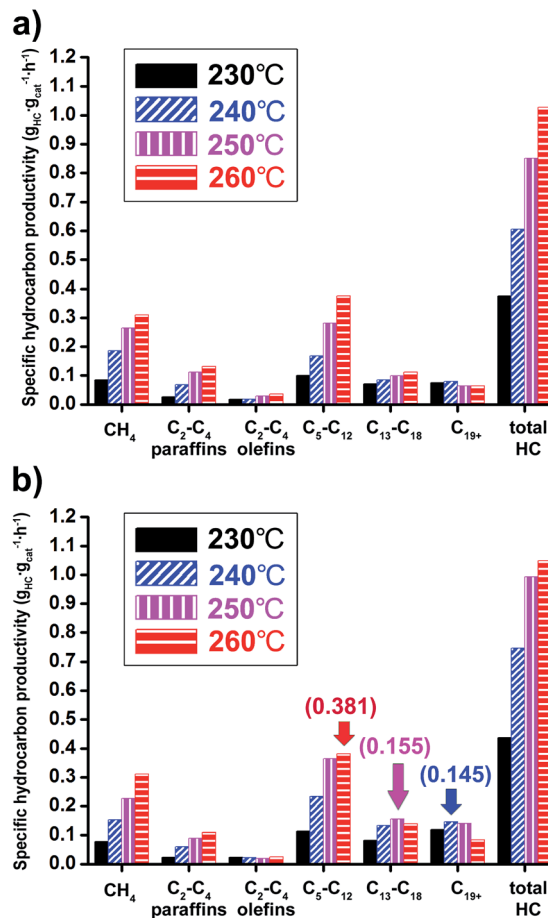 a)
Specific hydrocarbon productivity (g_HC·g_cat⁻¹·h⁻¹)
1.2
1.1
1.0
0.9
0.8
0.7
0.6
0.5
0.4
0.3
0.2
0.1
0.0
230℃
240℃
250℃
260℃
CH₄
C₂-C₄
paraffins
C₂-C₄
olefins
C₅-C₁₂
C₁₃-C₁₈
C₁₉₊
total
HC
b)
Specific hydrocarbon productivity (g_HC·g_cat⁻¹·h⁻¹)
1.2
1.1
1.0
0.9
0.8
0.7
0.6
0.5
0.4
0.3
0.2
0.1
0.0
230℃
240℃
250℃
260℃
(0.381)
(0.155)
(0.145)
CH₄
C₂-C₄
paraffins
C₂-C₄
olefins
C₅-C₁₂
C₁₃-C₁₈
C₁₉₊
total
HC